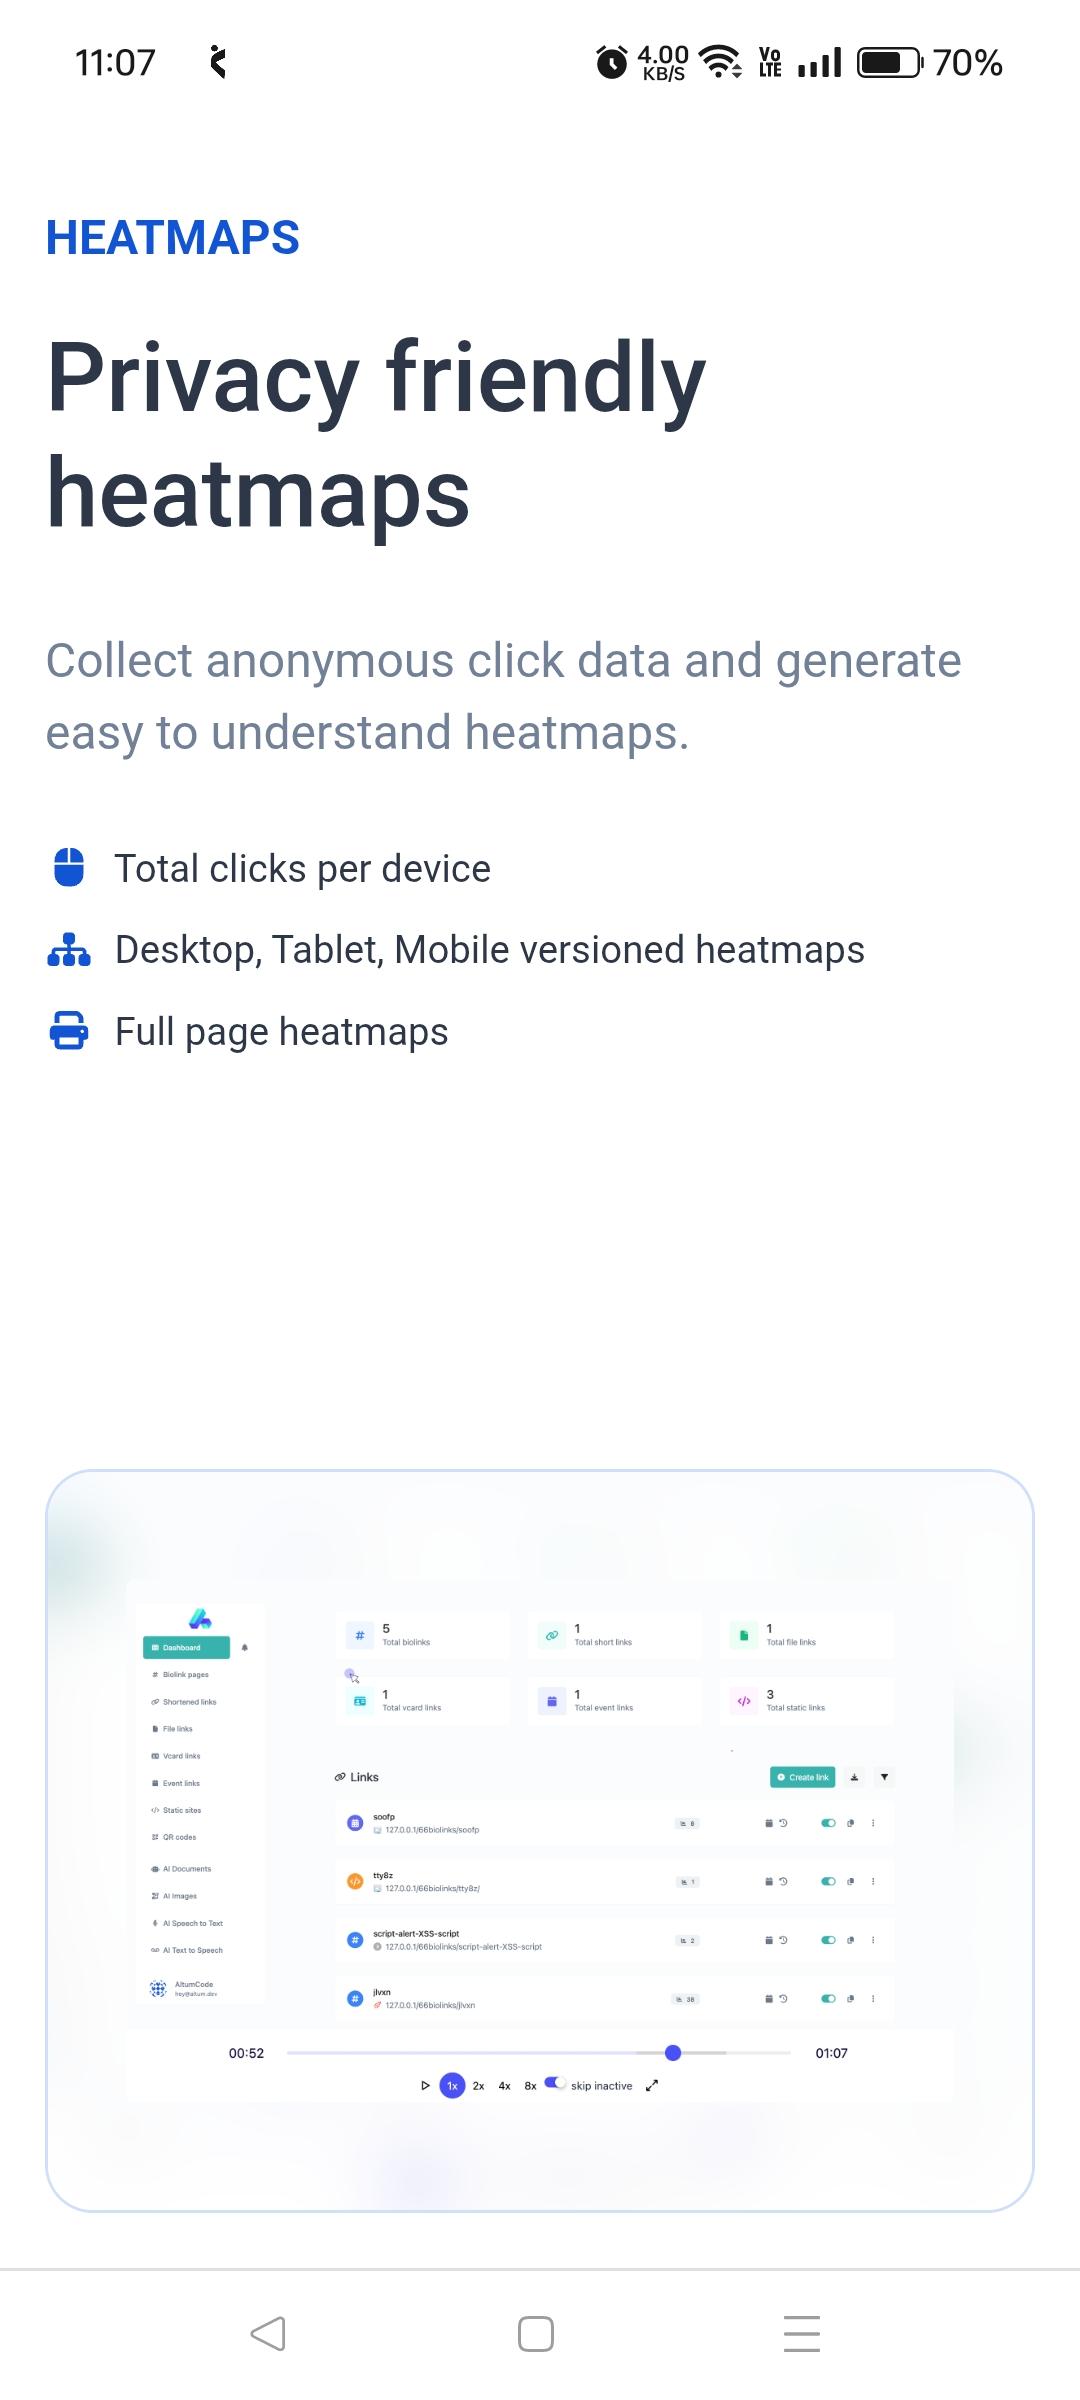 11:07
4.00
KB/S
Vo
LTE
70%
HEATMAPS
Privacy friendly
heatmaps
Collect anonymous click data and generate
easy to understand heatmaps.
Total clicks per device
Desktop, Tablet, Mobile versioned heatmaps
Full page heatmaps
Dashboard
Biolink pages
Shortened links
File links
Vcard links
Event links
Static sites
QR codes
AI Documents
AI Images
AI Speech to Text
AI Text to Speech
AltumCode
hey@altum.dev
5
Total biolinks
1
Total short links
1
Total file links
1
Total vcard links
1
Total event links
3
Total static links
Links
Create link
soofp
127.0.0.1/66biolinks/soofp
8
tty8z
127.0.0.1/66biolinks/tty8z/
1
script-alert-XSS-script
127.0.0.1/66biolinks/script-alert-XSS-script
2
jlvxn
127.0.0.1/66biolinks/jlvxn
38
00:52
01:07
1x 2x 4x 8x skip inactive